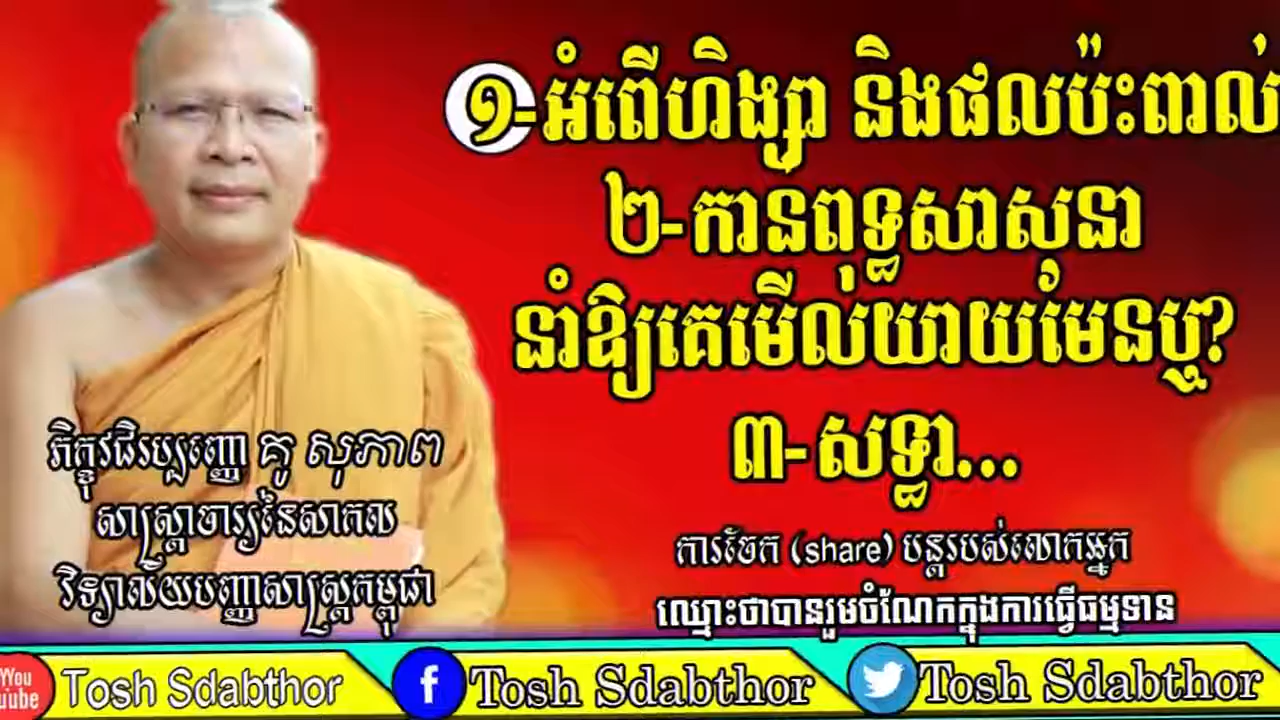 ១-អំពើហិង្សា និងផលប៉ះពាល់
២-កាន់ពុទ្ធសាសនា
នាំឱ្យគេមើលងាយមែនឬ?
៣-សទ្ធា...
ភិក្ខុវជិរប្បញ្ញោ គូ សុភាព
សាស្ត្រាចារ្យនៃសាកល
វិទ្យាល័យបញ្ញាសាស្ត្រកម្ពុជា
ការចែក (share) បន្តរបស់លោកអ្នក
ឈ្មោះថាបានរួមចំណែកក្នុងការធ្វើធម្មទាន
You
Tube
Tosh Sdabthor
Tosh Sdabthor
Tosh Sdabthor